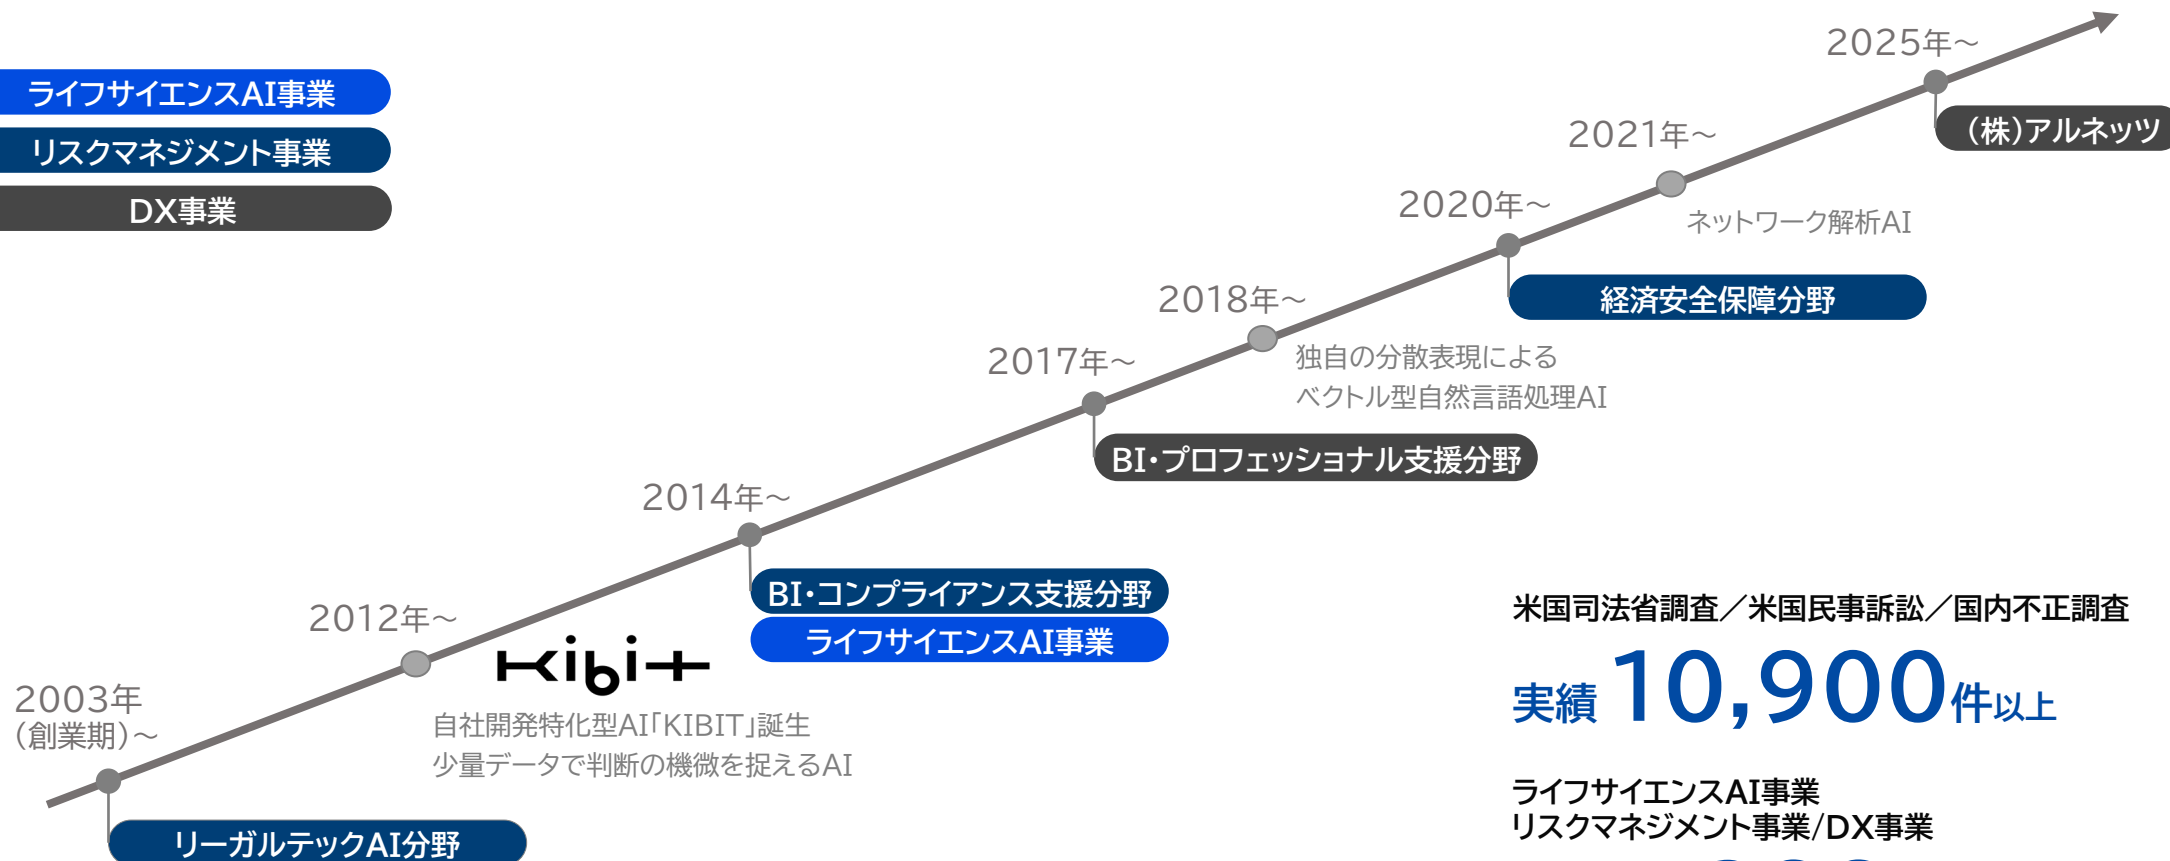 ライフサイエンスAI事業
リスクマネジメント事業
DX事業
2025年～
(株)アルネッツ
2021年～
ネットワーク解析AI
2020年～
経済安全保障分野
2018年～
独自の分散表現による
ベクトル型自然言語処理AI
2017年～
BI・プロフェッショナル支援分野
2014年～
BI・コンプライアンス支援分野
ライフサイエンスAI事業
2012年～
Kibit
自社開発特化型AI「KIBIT」誕生
少量データで判断の機微を捉えるAI
2003年
(創業期)～
リーガルテックAI分野
米国司法省調査／米国民事訴訟／国内不正調査
実績 10,900件以上
ライフサイエンスAI事業
リスクマネジメント事業/DX事業